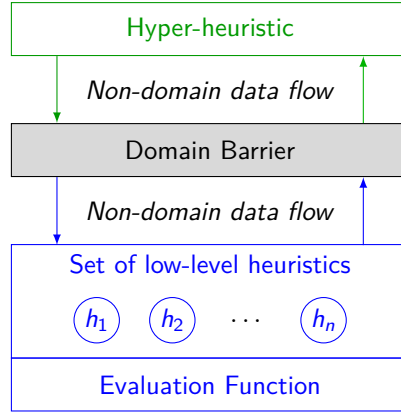 Hyper-heuristic
Non-domain data flow
Domain Barrier
Non-domain data flow
Set of low-level heuristics
h₁ h₂ ⋯ hₙ
Evaluation Function